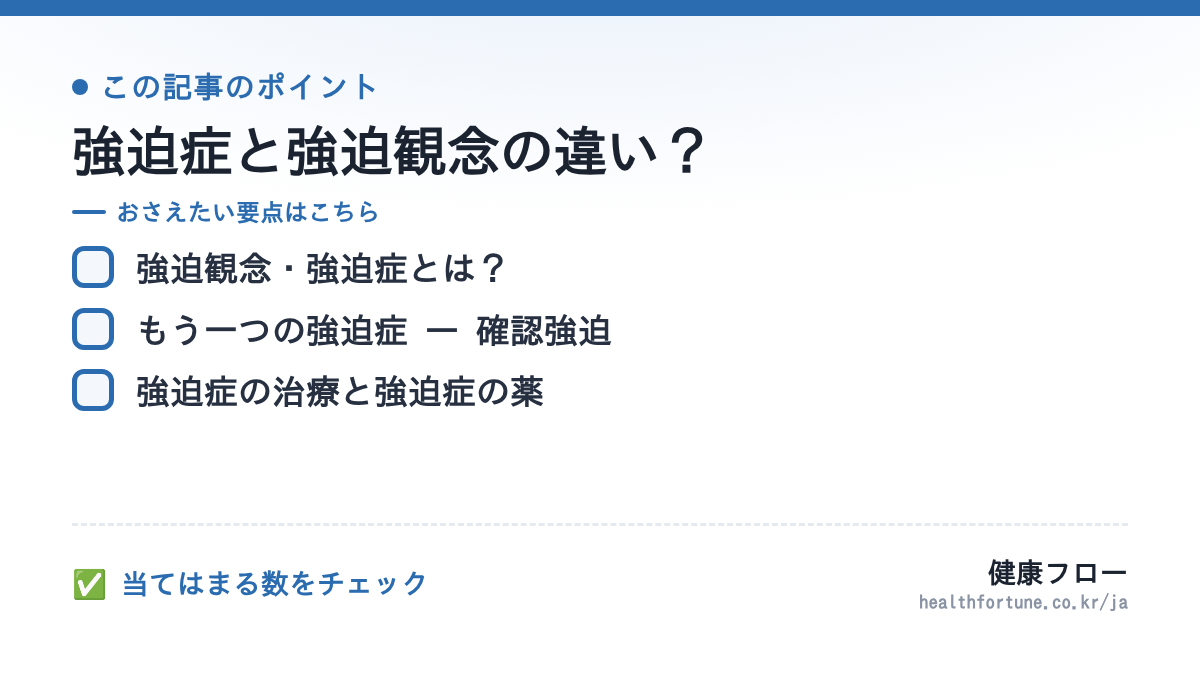 この記事のポイント
強迫症と強迫観念の違い？
おさえたい要点はこちら
強迫観念・強迫症とは？
もう一つの強迫症 — 確認強迫
強迫症の治療と強迫症の薬
✅ 当てはまる数をチェック
健康フロー
healthfortune.co.kr/ja